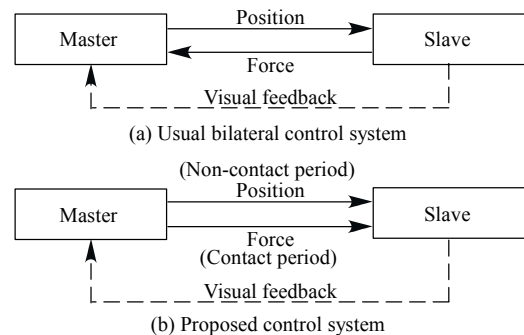 Position
Master
Slave
Force
Visual feedback
(a) Usual bilateral control system
(Non-contact period)
Position
Master
Slave
Force
(Contact period)
Visual feedback
(b) Proposed control system